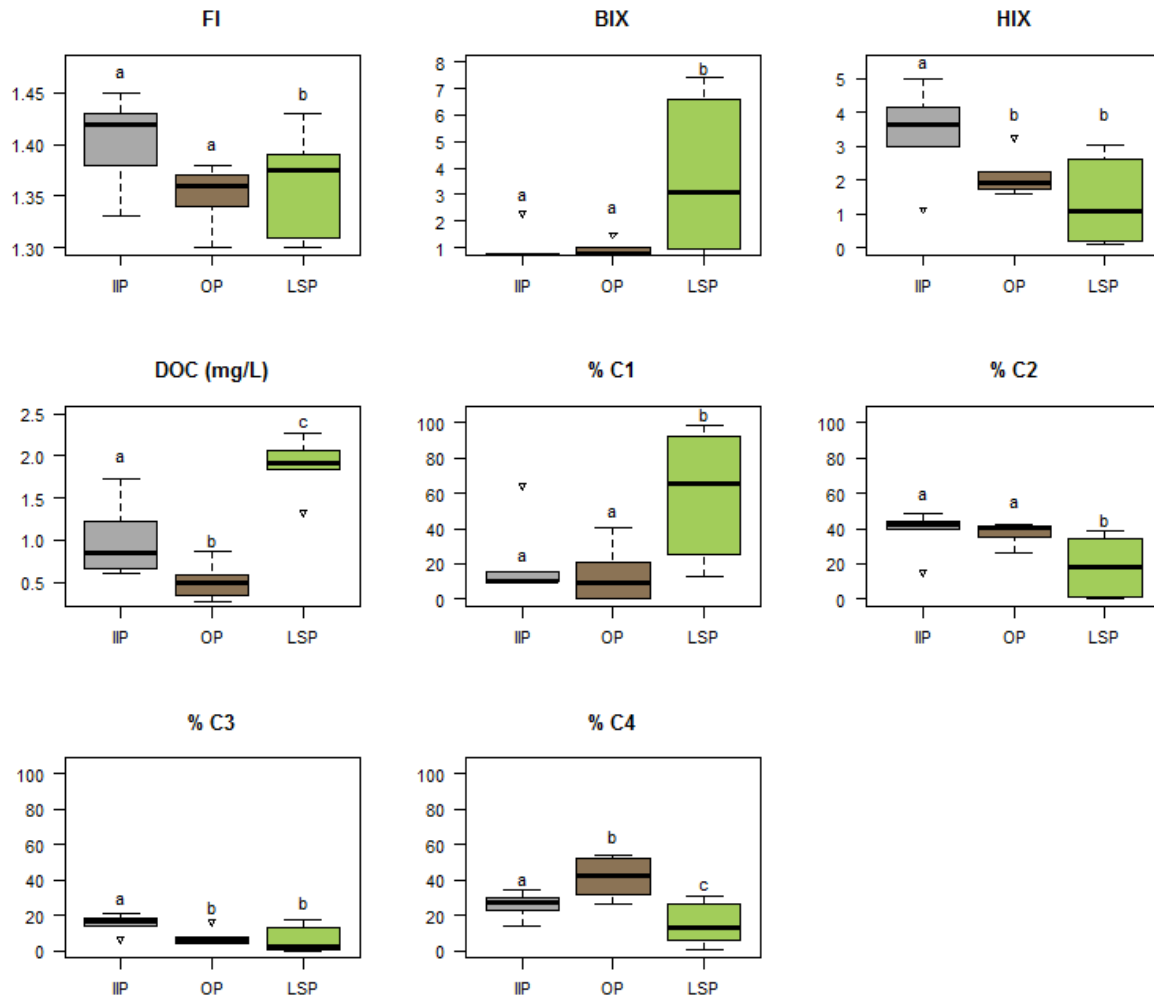 FI
a
a
b
1.45
1.40
1.35
1.30
IIP OP LSP
BIX
a
a
b
8
7
6
5
4
3
2
1
IIP OP LSP
HIX
a
b
b
5
4
3
2
1
0
IIP OP LSP
DOC (mg/L)
a
b
c
2.5
2.0
1.5
1.0
0.5
IIP OP LSP
% C1
a
a
b
100
80
60
40
20
0
IIP OP LSP
% C2
a
a
b
100
80
60
40
20
0
IIP OP LSP
% C3
a
b
b
100
80
60
40
20
0
IIP OP LSP
% C4
a
b
c
100
80
60
40
20
0
IIP OP LSP